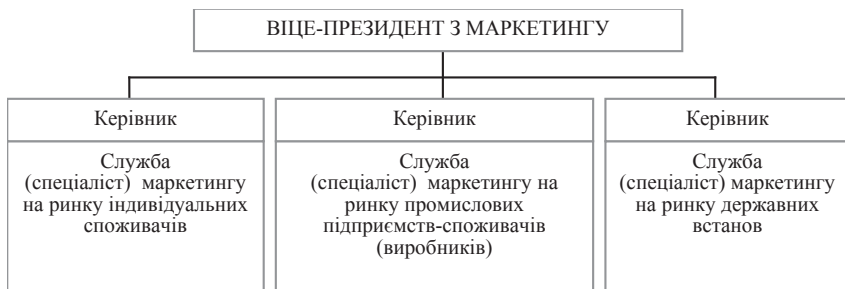 ВІЦЕ-ПРЕЗИДЕНТ З МАРКЕТИНГУ
Керівник
Служба
(спеціаліст) маркетингу
на ринку індивідуальних
споживачів
Керівник
Служба
(спеціаліст) маркетингу на
ринку промислових
підприємств-споживачів
(виробників)
Керівник
Служба
(спеціаліст) маркетингу
на ринку державних
встанов